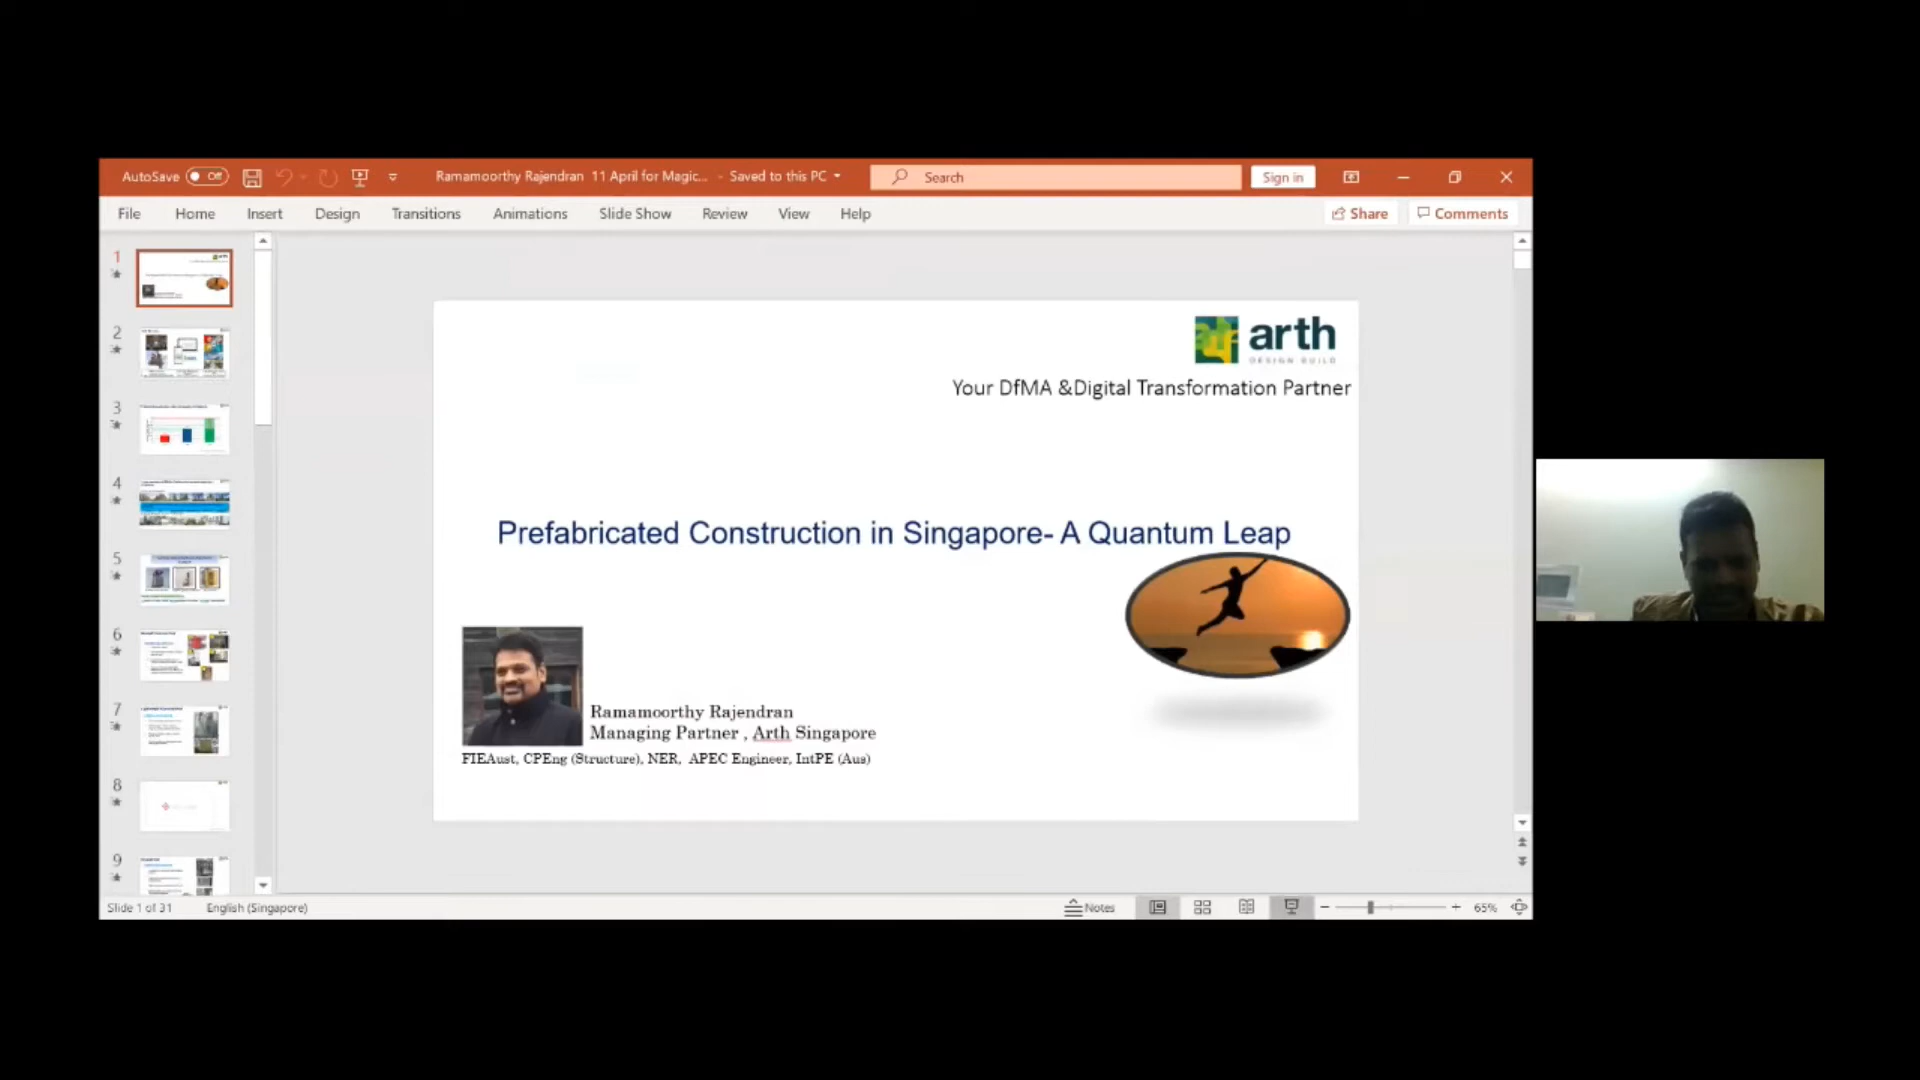 AutoSave Off Ramamoorthy Rajendran 11 April for Magic... - Saved to this PC Search Sign in
File Home Insert Design Transitions Animations Slide Show Review View Help Share Comments
1
2
3
4
5
6
7
8
9
arth
DESIGN BUILD
Your DfMA &Digital Transformation Partner
Prefabricated Construction in Singapore- A Quantum Leap
Ramamoorthy Rajendran
Managing Partner , Arth Singapore
FIEAust, CPEng (Structure), NER, APEC Engineer, IntPE (Aus)
Slide 1 of 31 English (Singapore) Notes 65%